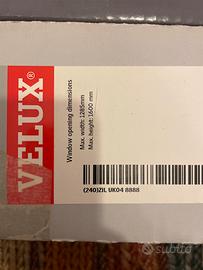 VELUX®
Window opening dimensions
Max. width: 1285mm
Max. height: 1600 mm
(240)ZIL UK04 8888
subito